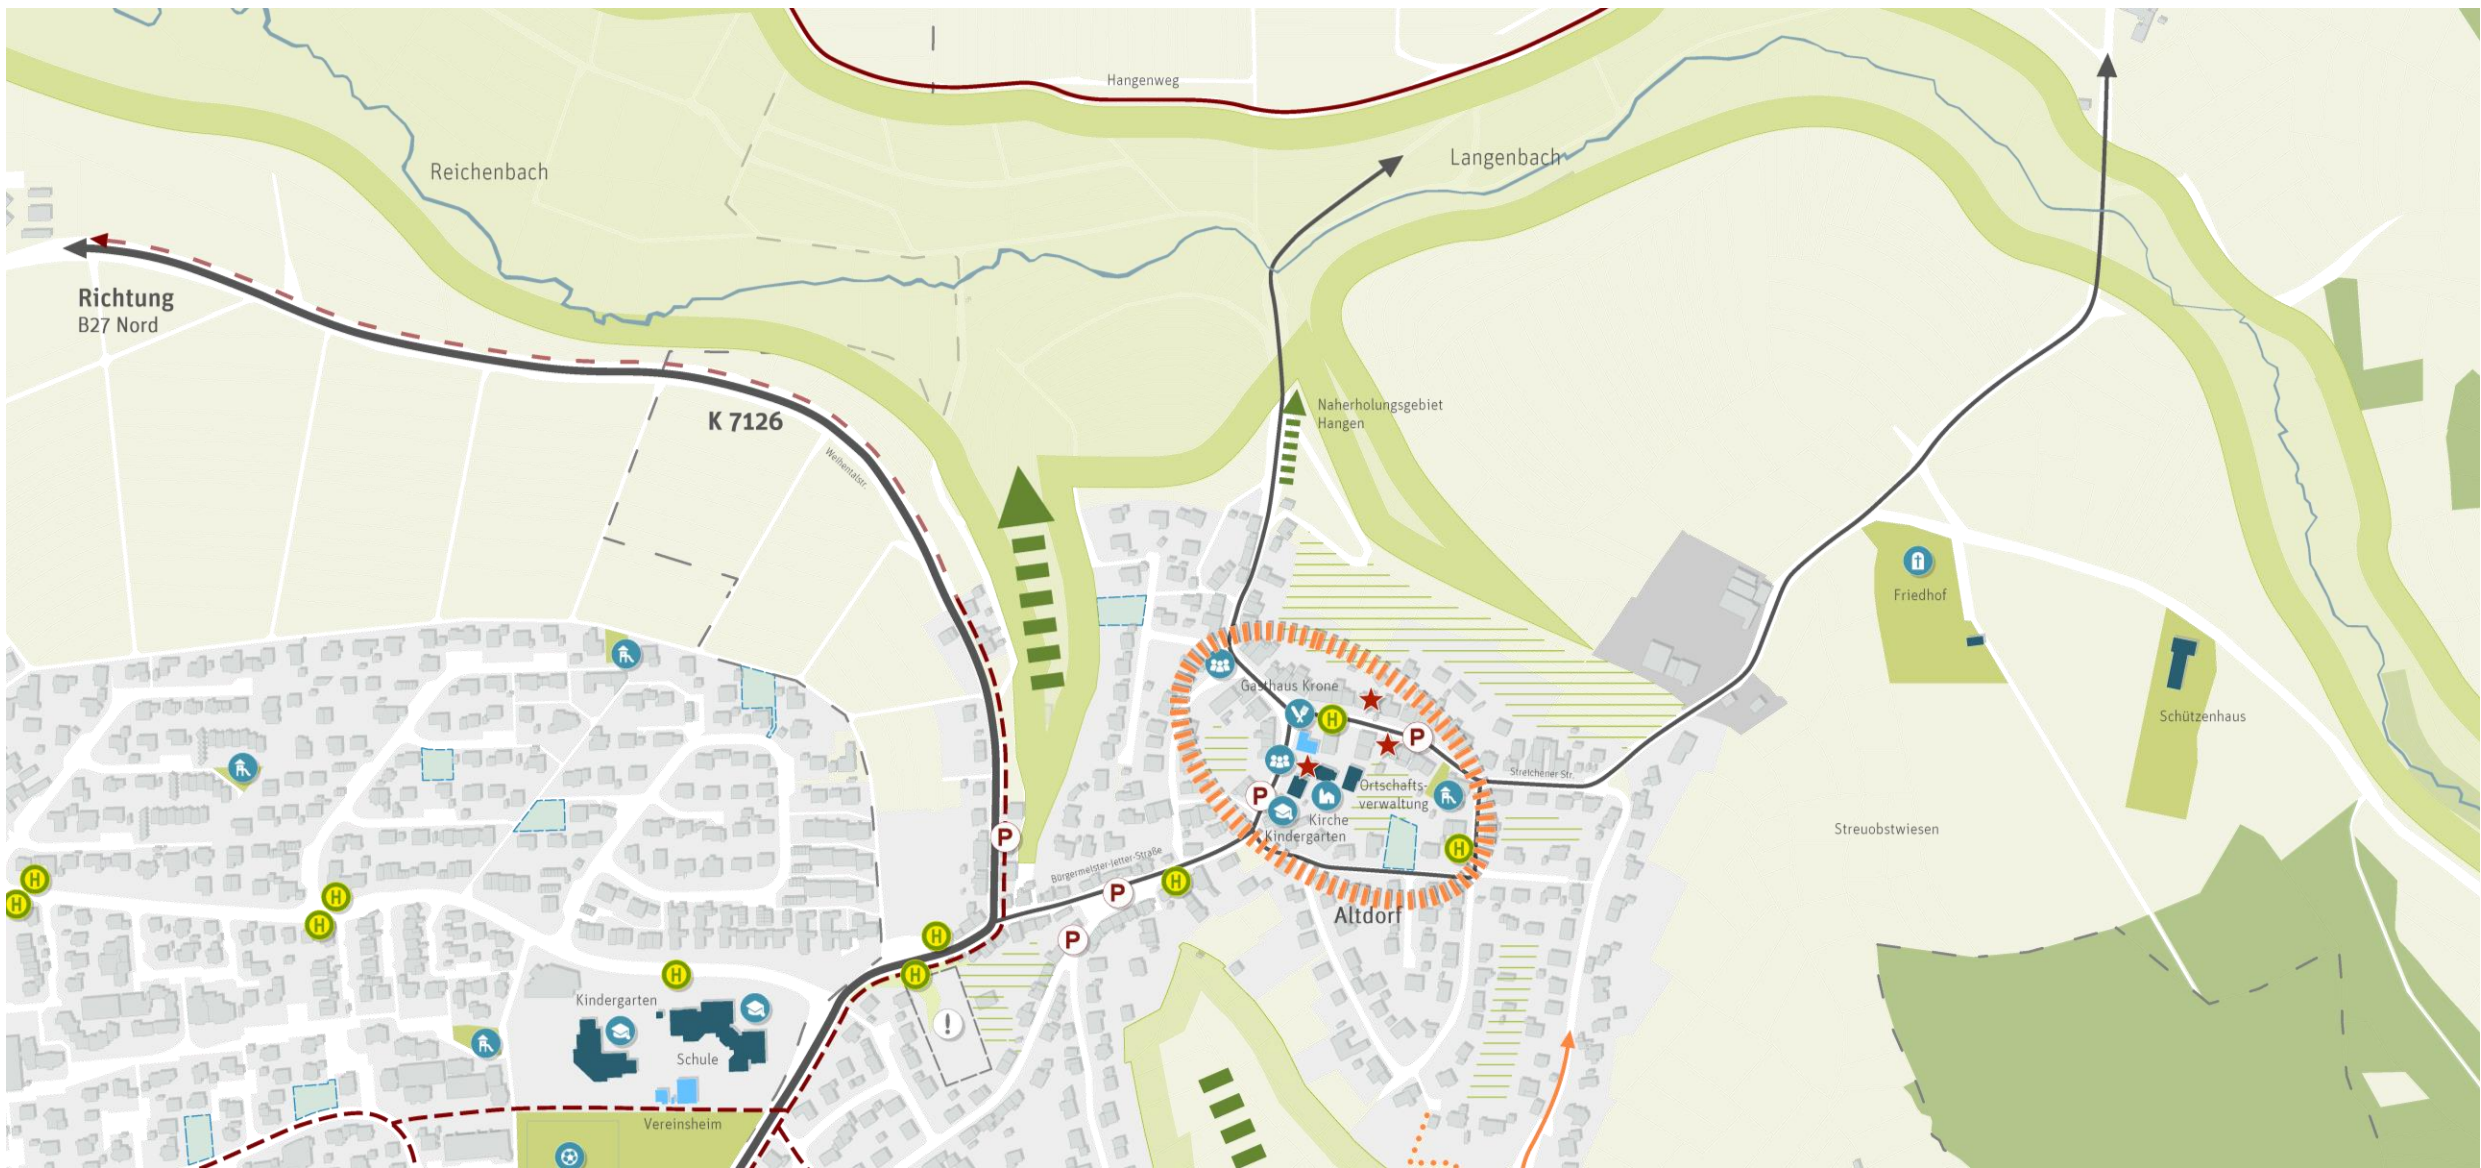 Hangenweg
Langenbach
Reichenbach
Richtung
B27 Nord
Naherholungsgebiet
Hangen
K 7126
Weihentalstr.
Friedhof
Gasthaus Krone
H
P
Schützenhaus
Streichener Str.
Ortschafts-
verwaltung
P
Kirche
Kindergarten
Streuobstwiesen
P
H
Bürgermeister-Jetter-Straße
H
P
H
H
H
H
Altdorf
H
P
H
H
Kindergarten
!
Schule
Vereinsheim